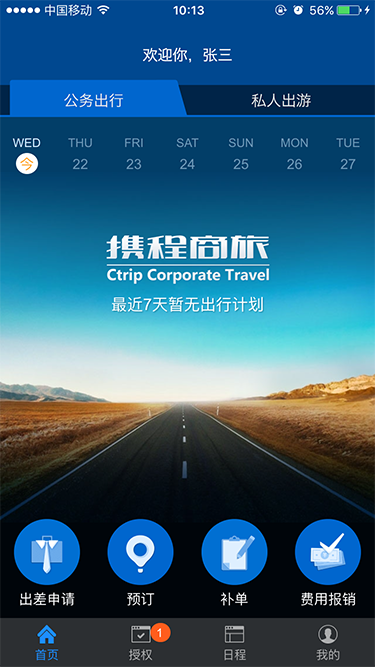 中国移动 10:13 56%
欢迎你，张三
公务出行 私人出游
WED THU FRI SAT SUN MON TUE
今 22 23 24 25 26 27
携程商旅
Ctrip Corporate Travel
最近7天暂无出行计划
出差申请 预订 补单 费用报销
1
首页 授权 日程 我的